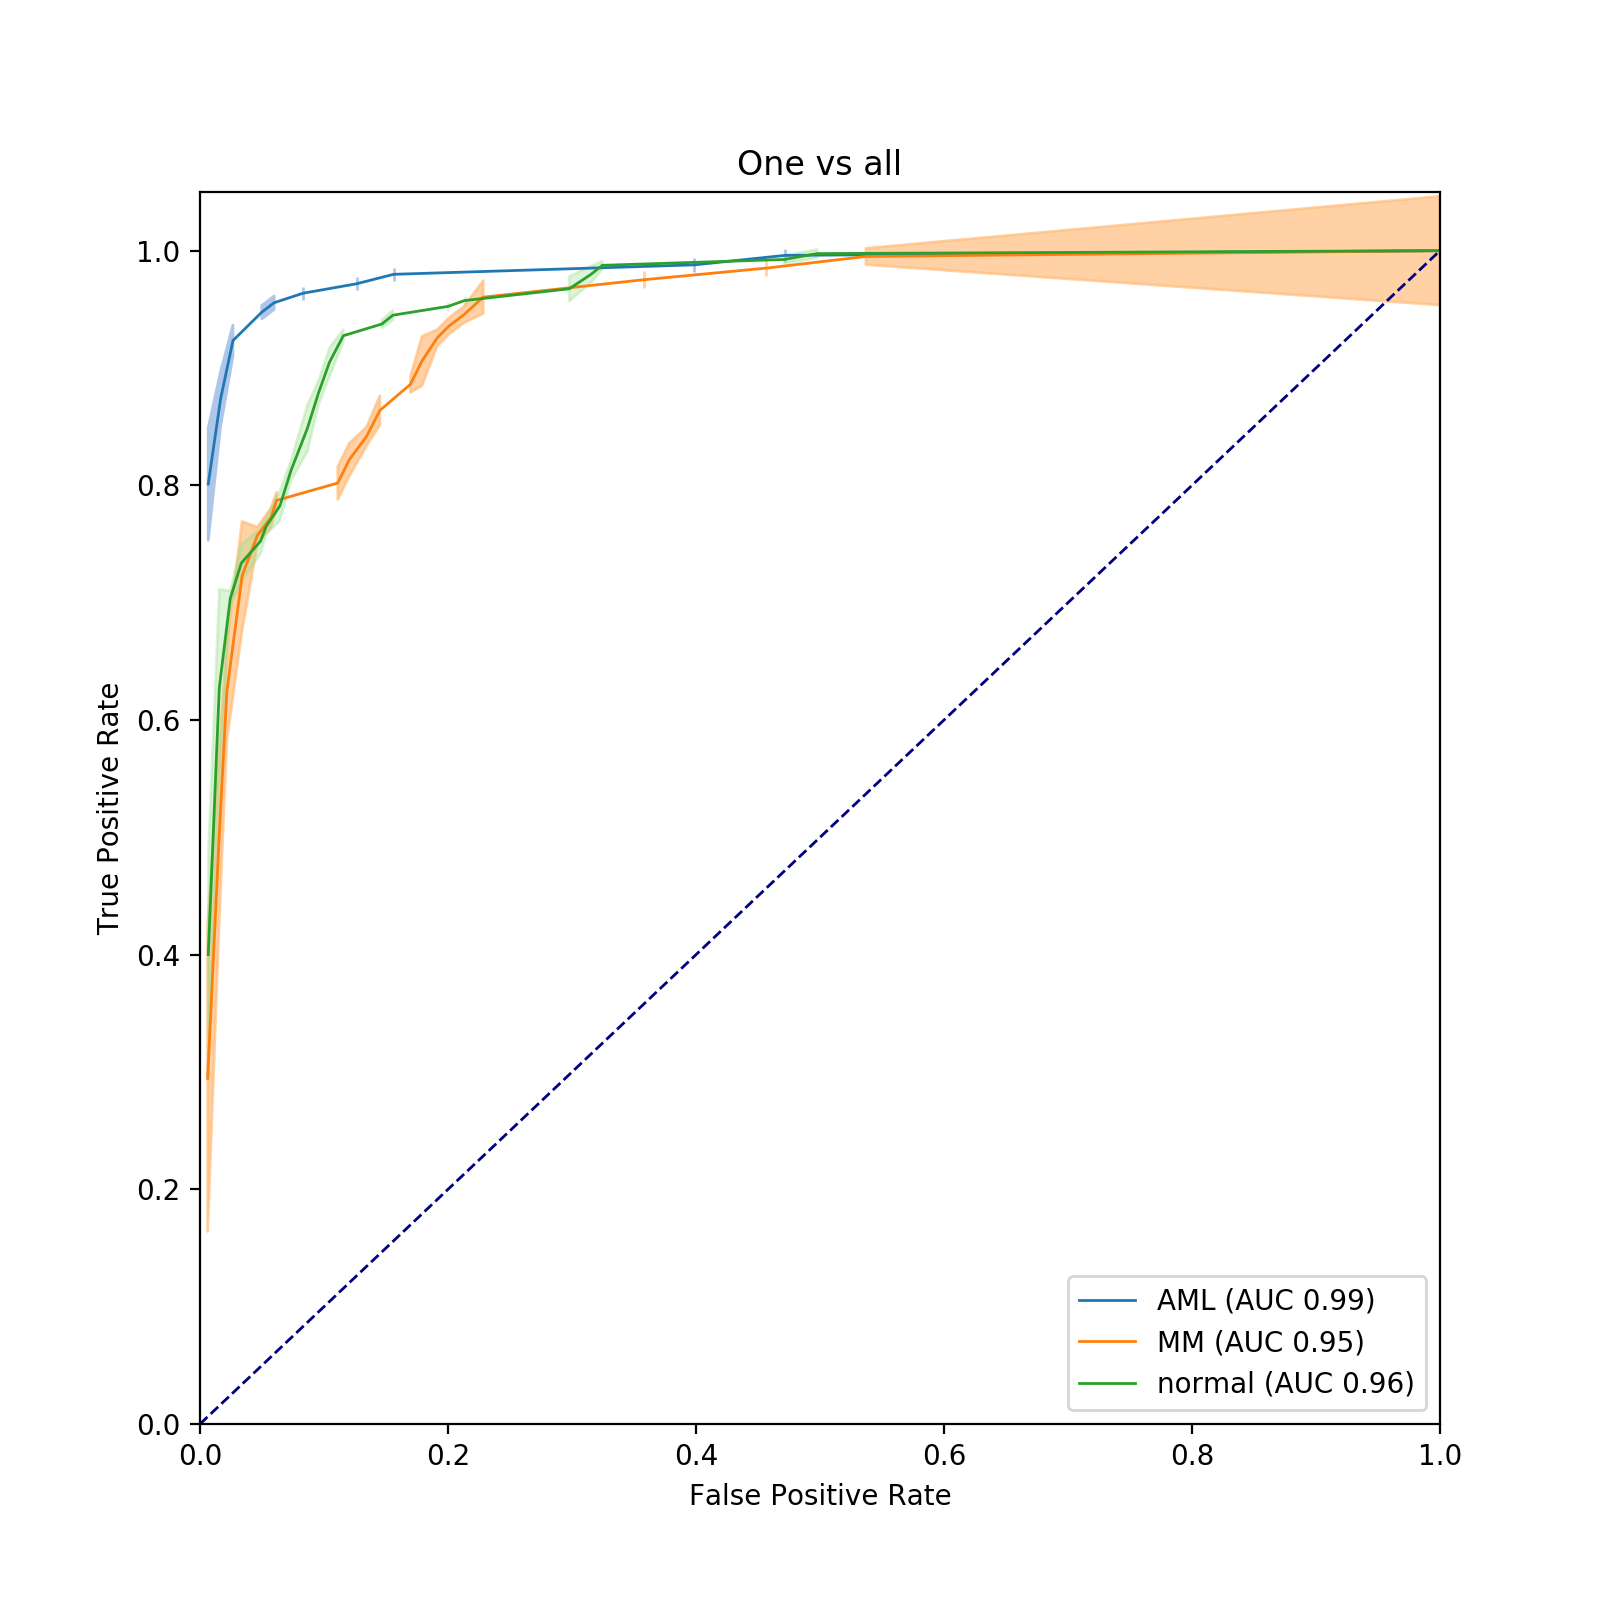 One vs all
1.0
0.8
0.6
0.4
0.2
0.0
True Positive Rate
0.0 0.2 0.4 0.6 0.8 1.0
False Positive Rate
AML (AUC 0.99)
MM (AUC 0.95)
normal (AUC 0.96)